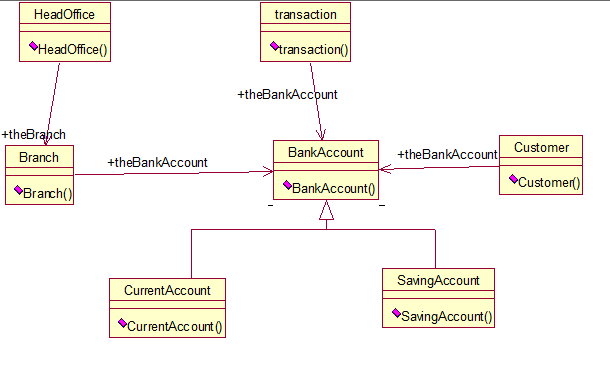 HeadOffice
HeadOffice()
transaction
transaction()
+theBankAccount
+theBranch
Branch
Branch()
+theBankAccount
BankAccount
BankAccount()
+theBankAccount
Customer
Customer()
CurrentAccount
CurrentAccount()
SavingAccount
SavingAccount()